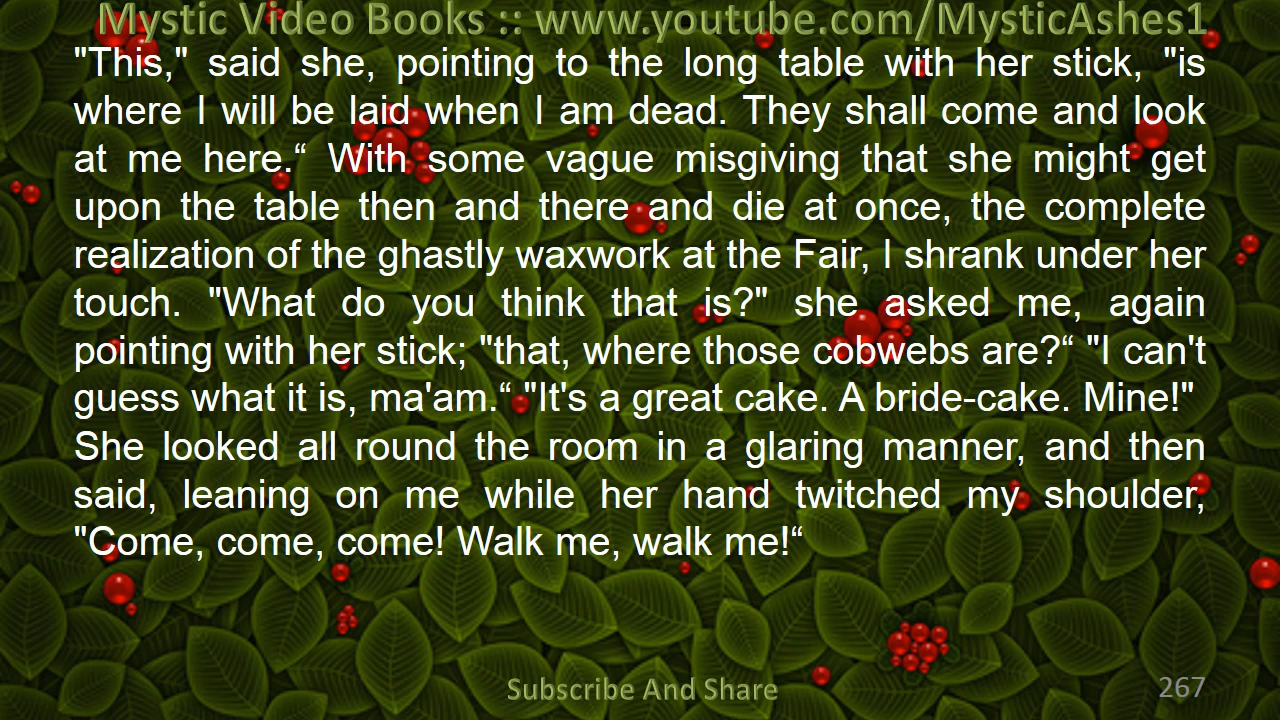 Mystic Video Books :: www.youtube.com/MysticAshes1
"This," said she, pointing to the long table with her stick, "is
where I will be laid when I am dead. They shall come and look
at me here.“ With some vague misgiving that she might get
upon the table then and there and die at once, the complete
realization of the ghastly waxwork at the Fair, I shrank under her
touch. "What do you think that is?" she asked me, again
pointing with her stick; "that, where those cobwebs are?“ "I can't
guess what it is, ma'am.“ "It's a great cake. A bride-cake. Mine!"
She looked all round the room in a glaring manner, and then
said, leaning on me while her hand twitched my shoulder,
"Come, come, come! Walk me, walk me!“
Subscribe And Share
267